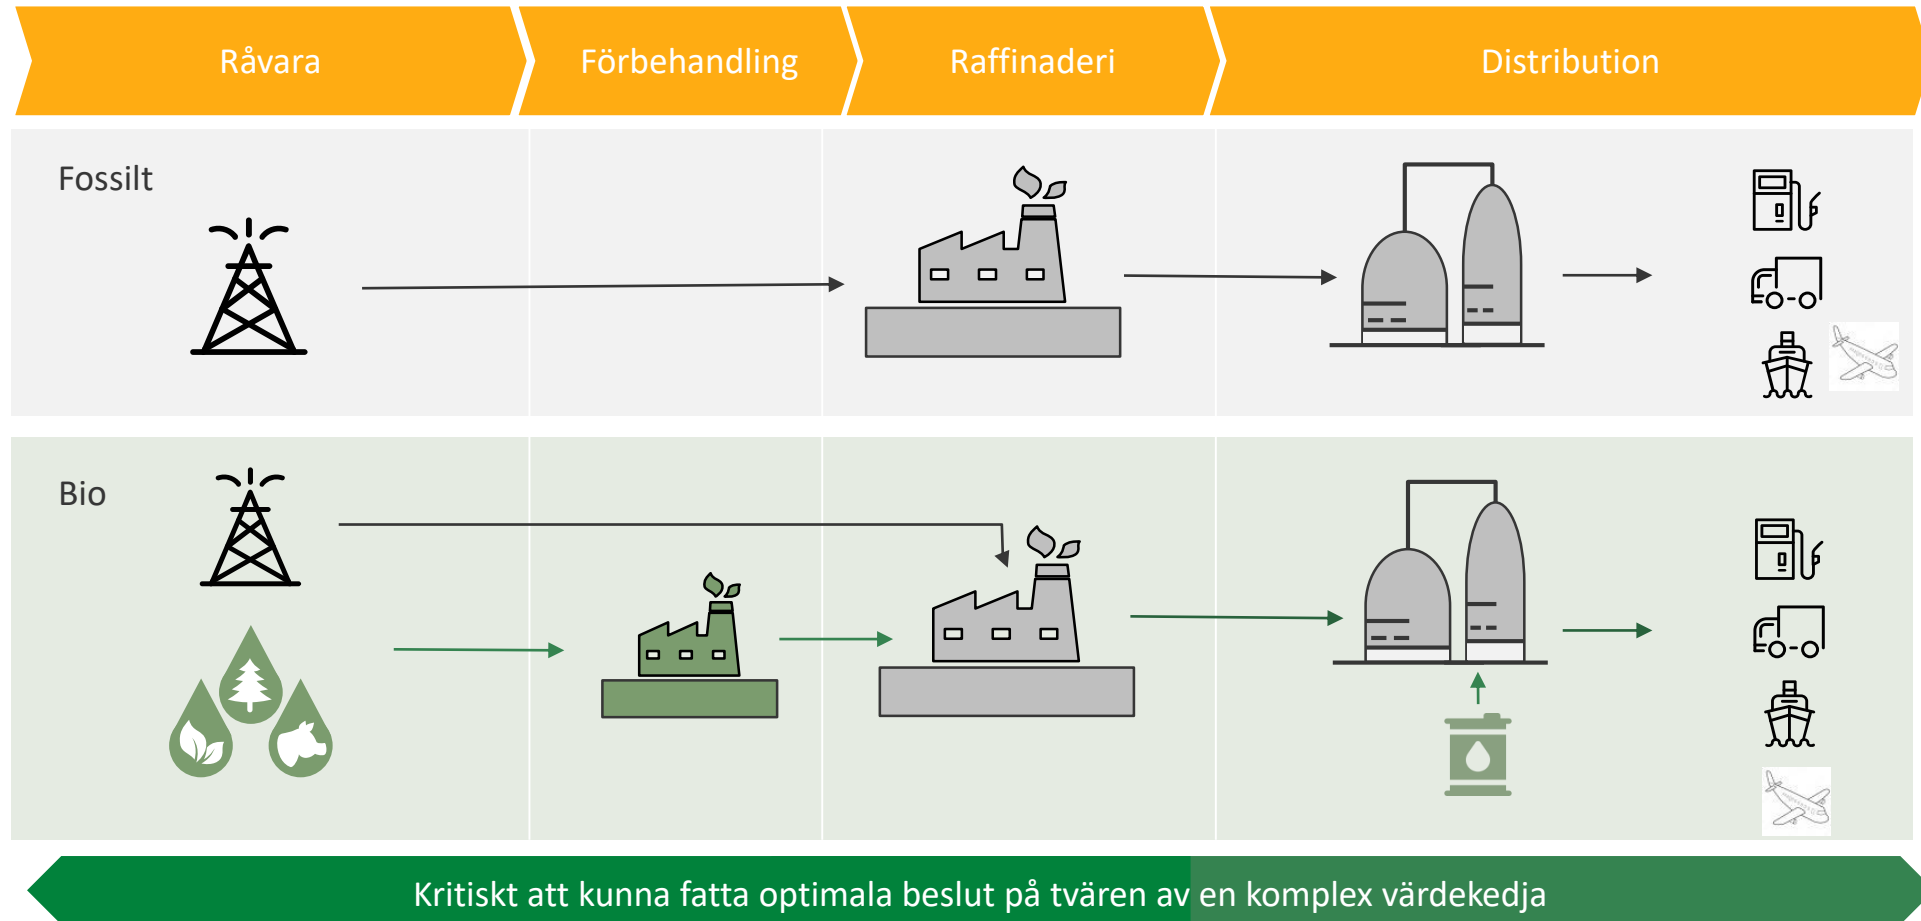 Råvara
Förbehandling
Raffinaderi
Distribution
Fossilt
Bio
Kritiskt att kunna fatta optimala beslut på tvären av en komplex värdekedja